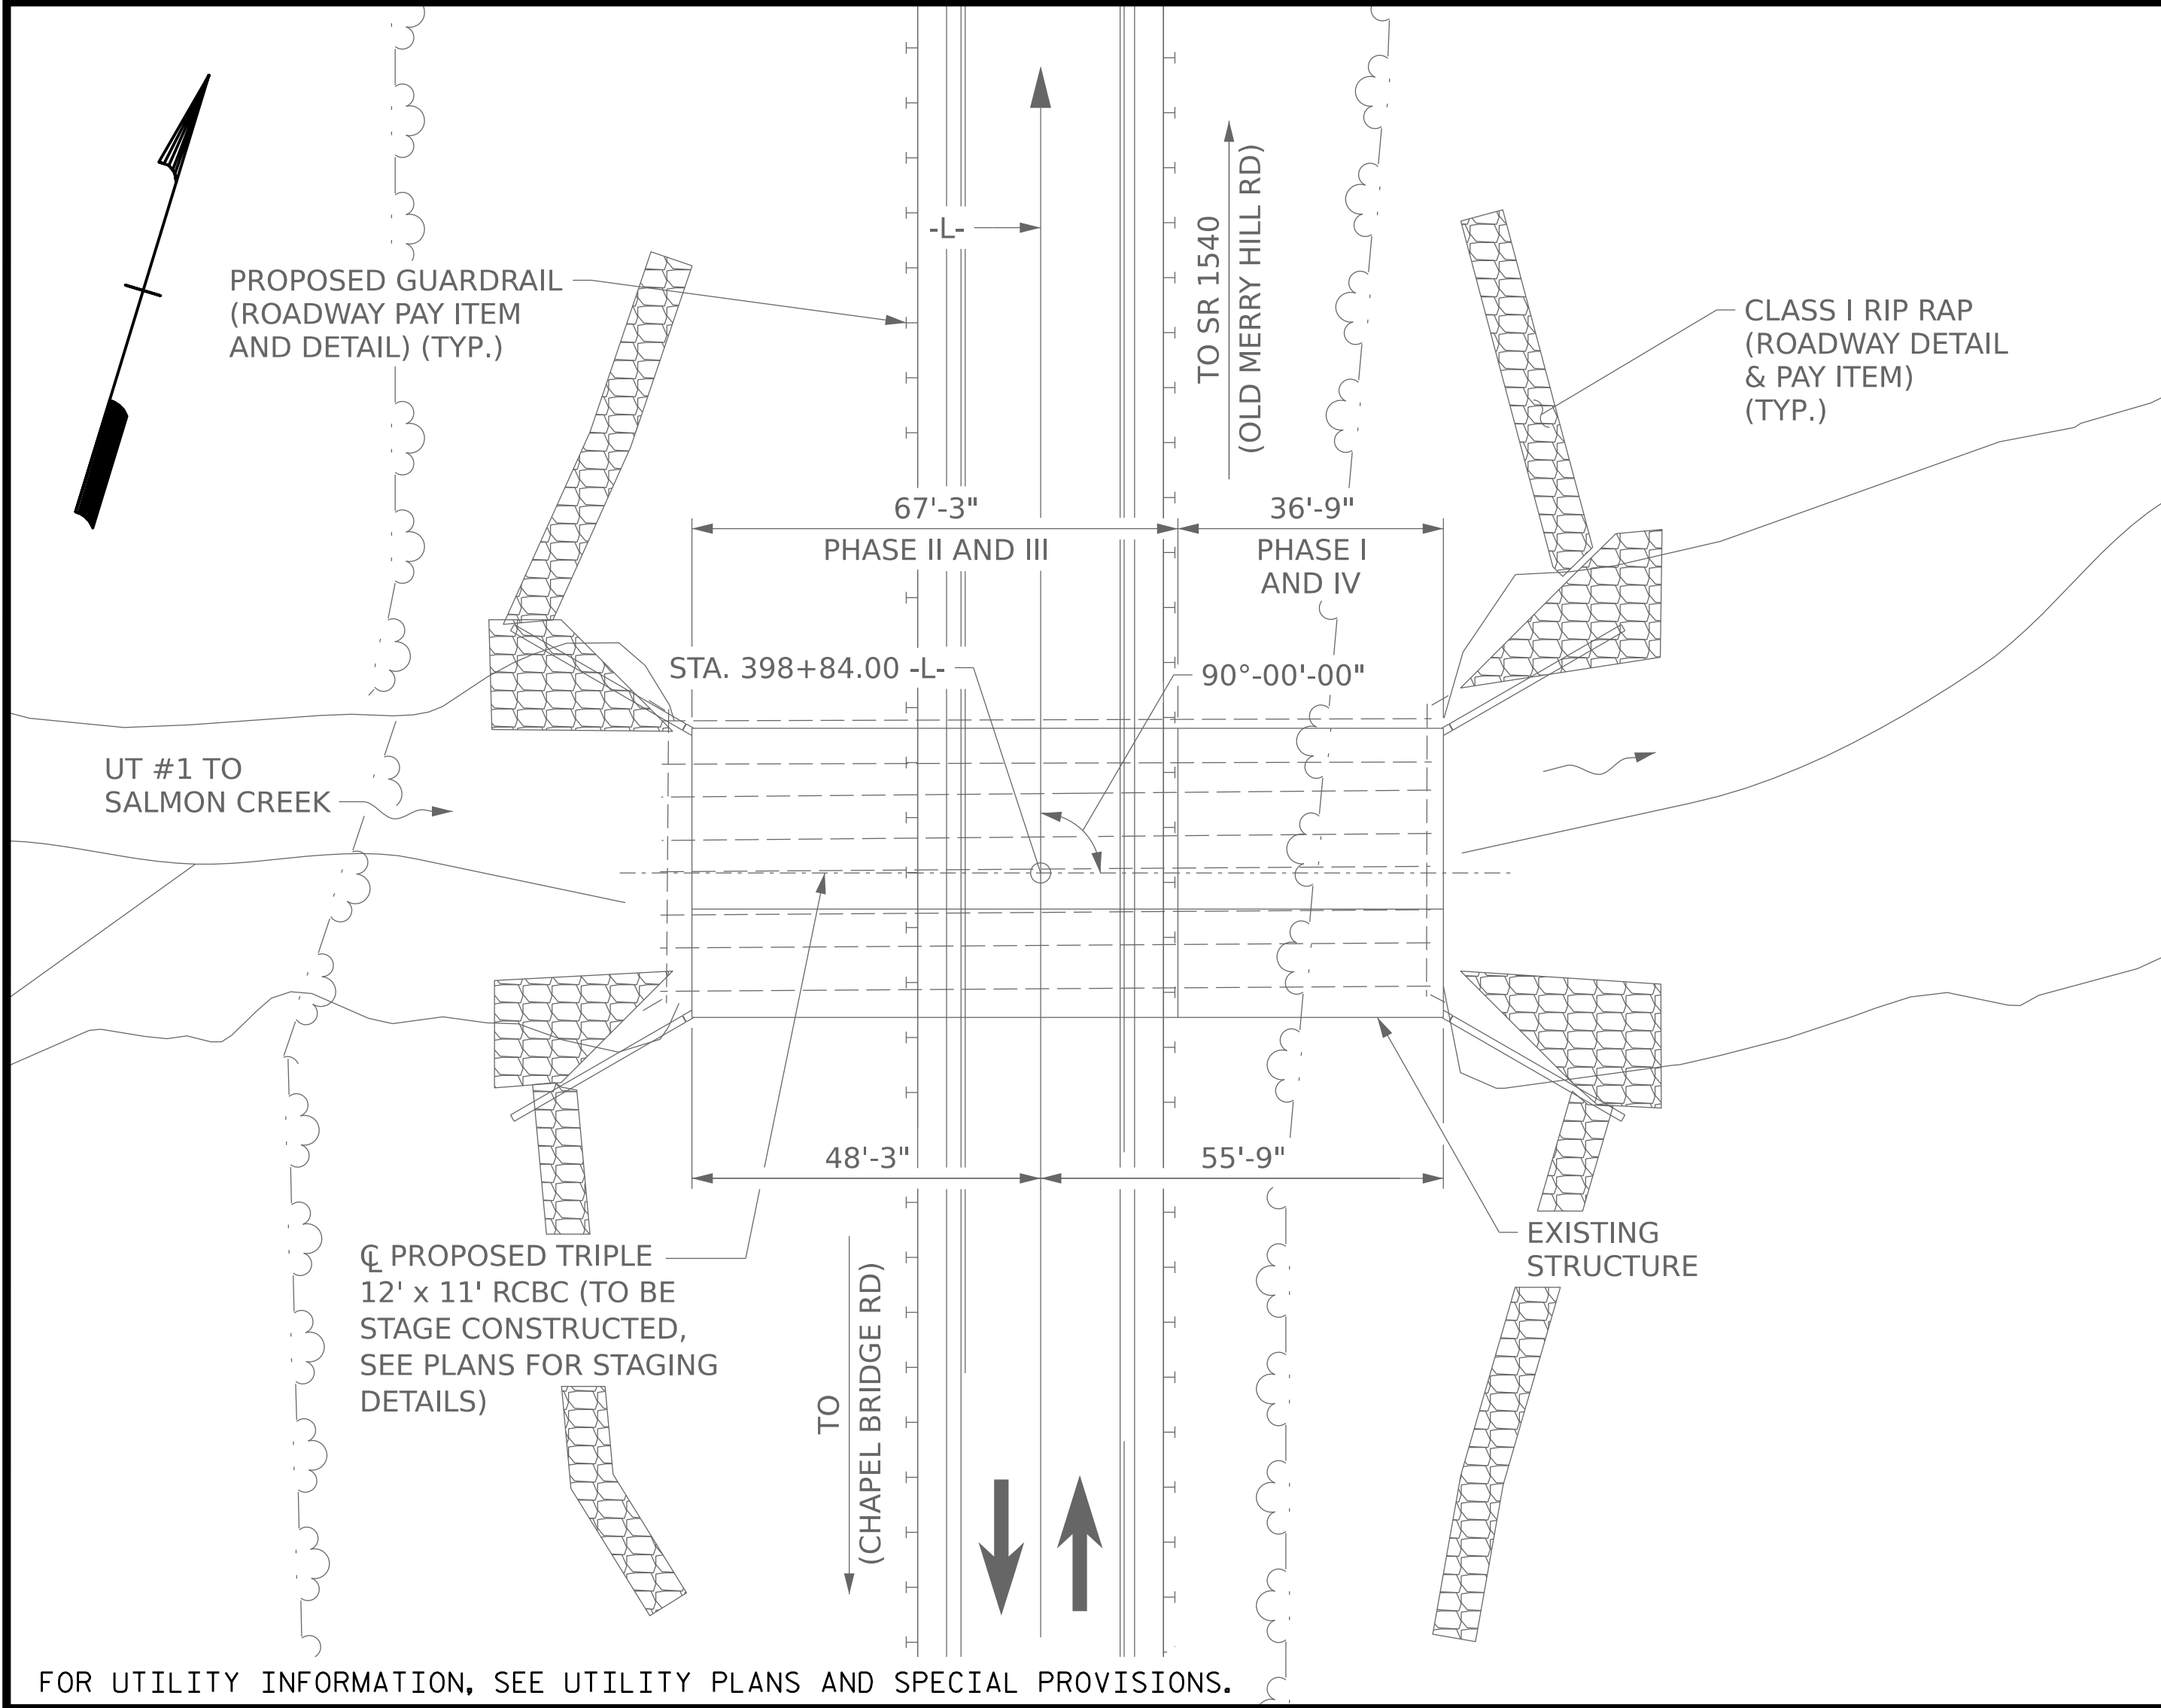 -L-
TO SR 1540
(OLD MERRY HILL RD)
PROPOSED GUARDRAIL
(ROADWAY PAY ITEM
AND DETAIL) (TYP.)
CLASS I RIP RAP
(ROADWAY DETAIL
& PAY ITEM)
(TYP.)
67'-3"
36'-9"
PHASE II AND III
PHASE I
AND IV
STA. 398+84.00 -L-
90°-00'-00"
UT #1 TO
SALMON CREEK
48'-3"
55'-9"
℄ PROPOSED TRIPLE
12' x 11' RCBC (TO BE
STAGE CONSTRUCTED,
SEE PLANS FOR STAGING
DETAILS)
EXISTING
STRUCTURE
TO
(CHAPEL BRIDGE RD)
FOR UTILITY INFORMATION, SEE UTILITY PLANS AND SPECIAL PROVISIONS.